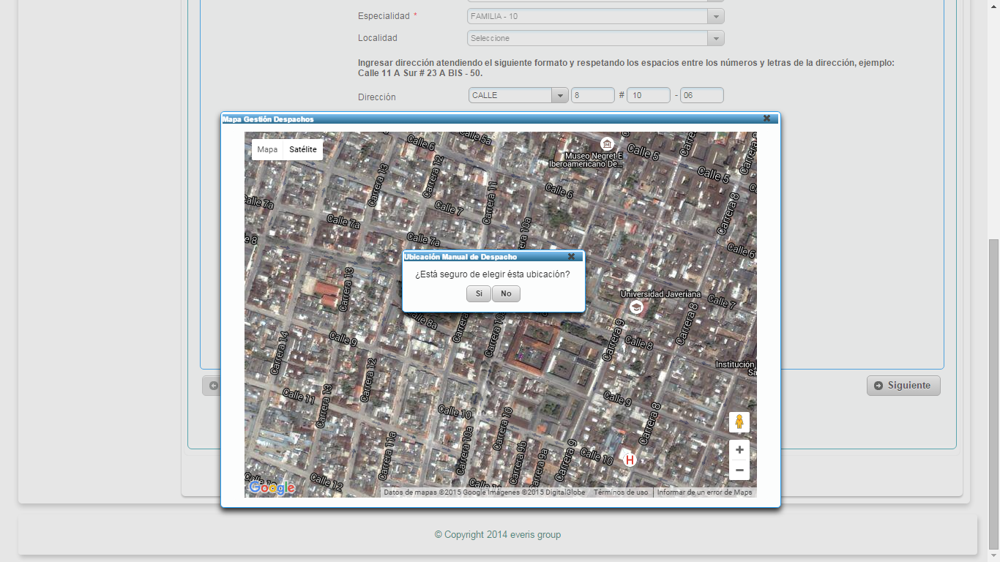 Especialidad *
FAMILIA - 10
Localidad
Seleccione
Ingresar dirección atendiendo el siguiente formato y respetando los espacios entre los números y letras de la dirección, ejemplo:
Calle 11 A Sur # 23 A BIS - 50.
Dirección
CALLE
8
#
10
-
06
Mapa Gestión Despachos
Mapa
Satélite
Calle 6
Calle 5a
Museo Negret E
Iberoamericano De...
Calle 5
Carrera 8
Carrera 8
Calle 5
Carrera 13
Carrera 12
Carrera 11
Calle 6
Calle 7a
Calle 7
Carrera 8
Calle 7a
Calle 7a
Calle 6
Ubicación Manual de Despacho
¿Está seguro de elegir ésta ubicación?
Si
No
Carrera 13
Universidad Javeriana
Calle 7
Calle 8a
Carrera 9
Carrera 8
Calle 9
Calle 8
Carrera 14
Institución
Carrera 12
Siguiente
Calle 11
Carrera 13
Calle 9
Calle 10
Carrera 10
Carrera 8
Carrera 11a
Carrera 10a
Carrera 9b
Carrera 9a
Carrera 9
Calle 10
H
+
−
Calle 12
Google
Datos de mapas ©2015 Google Imágenes ©2015 DigitalGlobe
Términos de uso
Informar de un error de Maps
© Copyright 2014 everis group